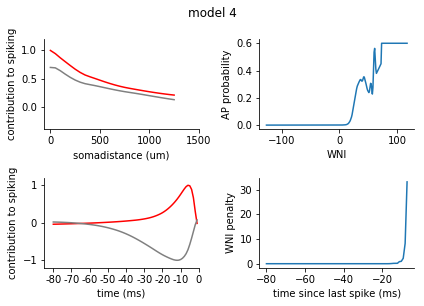 model 4
contribution to spiking
1.0
0.5
0.0
0
500
1000
1500
somadistance (um)
AP probability
0.6
0.4
0.2
0.0
−100
0
100
WNI
contribution to spiking
1
0
−1
-80 -70 -60 -50 -40 -30 -20 -10 0
time (ms)
WNI penalty
30
20
10
0
−80
−60
−40
−20
time since last spike (ms)